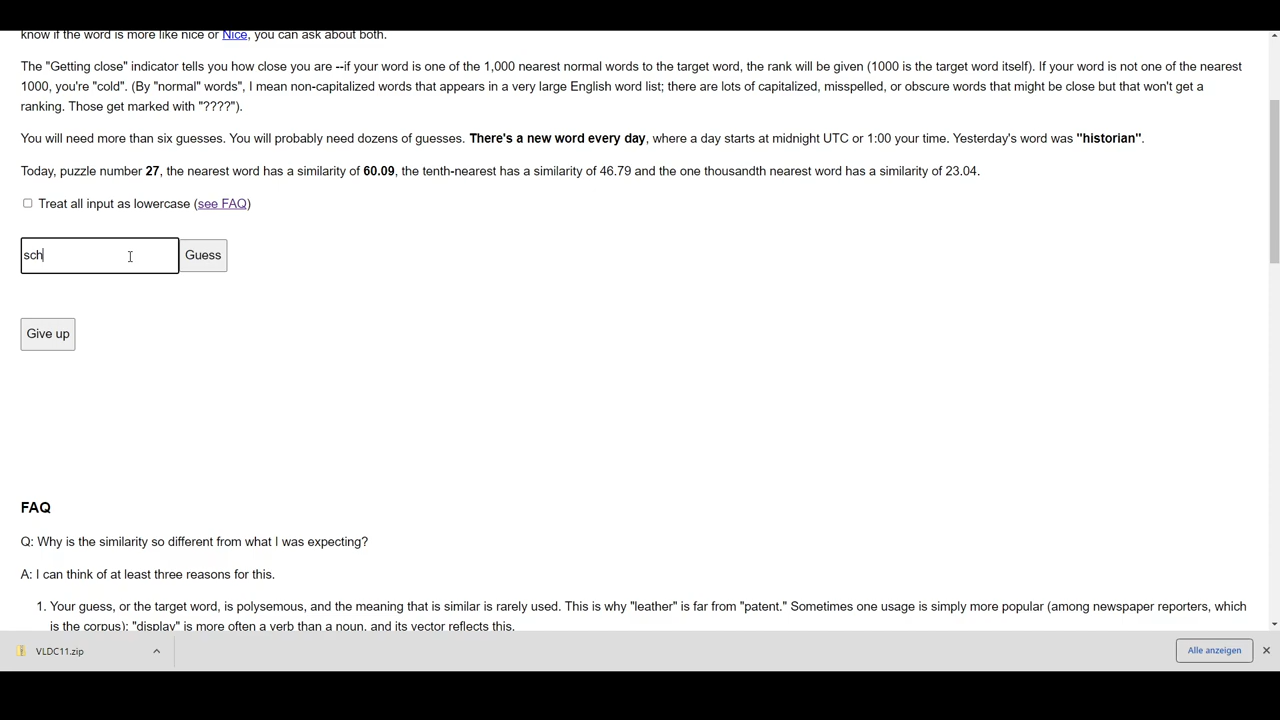 know if the word is more like nice or Nice, you can ask about both.
The "Getting close" indicator tells you how close you are --if your word is one of the 1,000 nearest normal words to the target word, the rank will be given (1000 is the target word itself). If your word is not one of the nearest
1000, you're "cold". (By "normal" words", I mean non-capitalized words that appears in a very large English word list; there are lots of capitalized, misspelled, or obscure words that might be close but that won't get a
ranking. Those get marked with "????").
You will need more than six guesses. You will probably need dozens of guesses. There's a new word every day, where a day starts at midnight UTC or 1:00 your time. Yesterday's word was "historian".
Today, puzzle number 27, the nearest word has a similarity of 60.09, the tenth-nearest has a similarity of 46.79 and the one thousandth nearest word has a similarity of 23.04.
Treat all input as lowercase (see FAQ)
sch Guess
Give up
FAQ
Q: Why is the similarity so different from what I was expecting?
A: I can think of at least three reasons for this.
1. Your guess, or the target word, is polysemous, and the meaning that is similar is rarely used. This is why "leather" is far from "patent." Sometimes one usage is simply more popular (among newspaper reporters, which
is the corpus): "display" is more often a verb than a noun, and its vector reflects this.
VLDC11.zip
Alle anzeigen